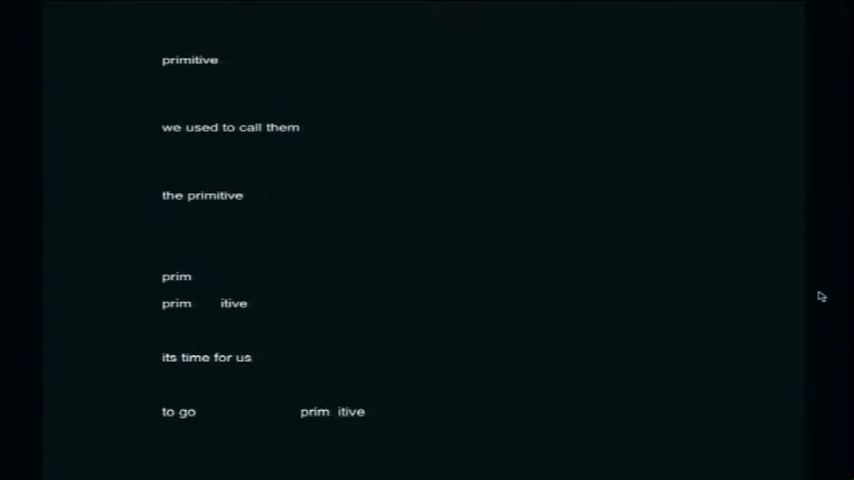 primitive
we used to call them
the primitive
prim
prim itive
its time for us
to go prim itive